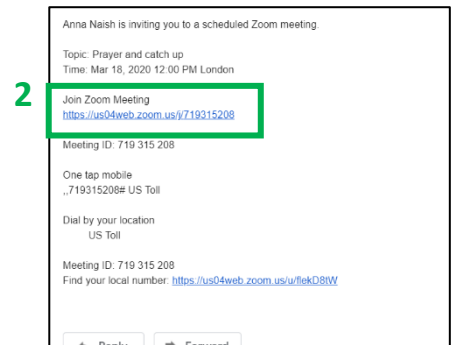 Anna Naish is inviting you to a scheduled Zoom meeting.
Topic: Prayer and catch up
Time: Mar 18, 2020 12:00 PM London
2
Join Zoom Meeting
https://us04web.zoom.us/j/719315208
Meeting ID: 719 315 208
One tap mobile
,,719315208# US Toll
Dial by your location
US Toll
Meeting ID: 719 315 208
Find your local number: https://us04web.zoom.us/u/flekD8tW
Reply Forward